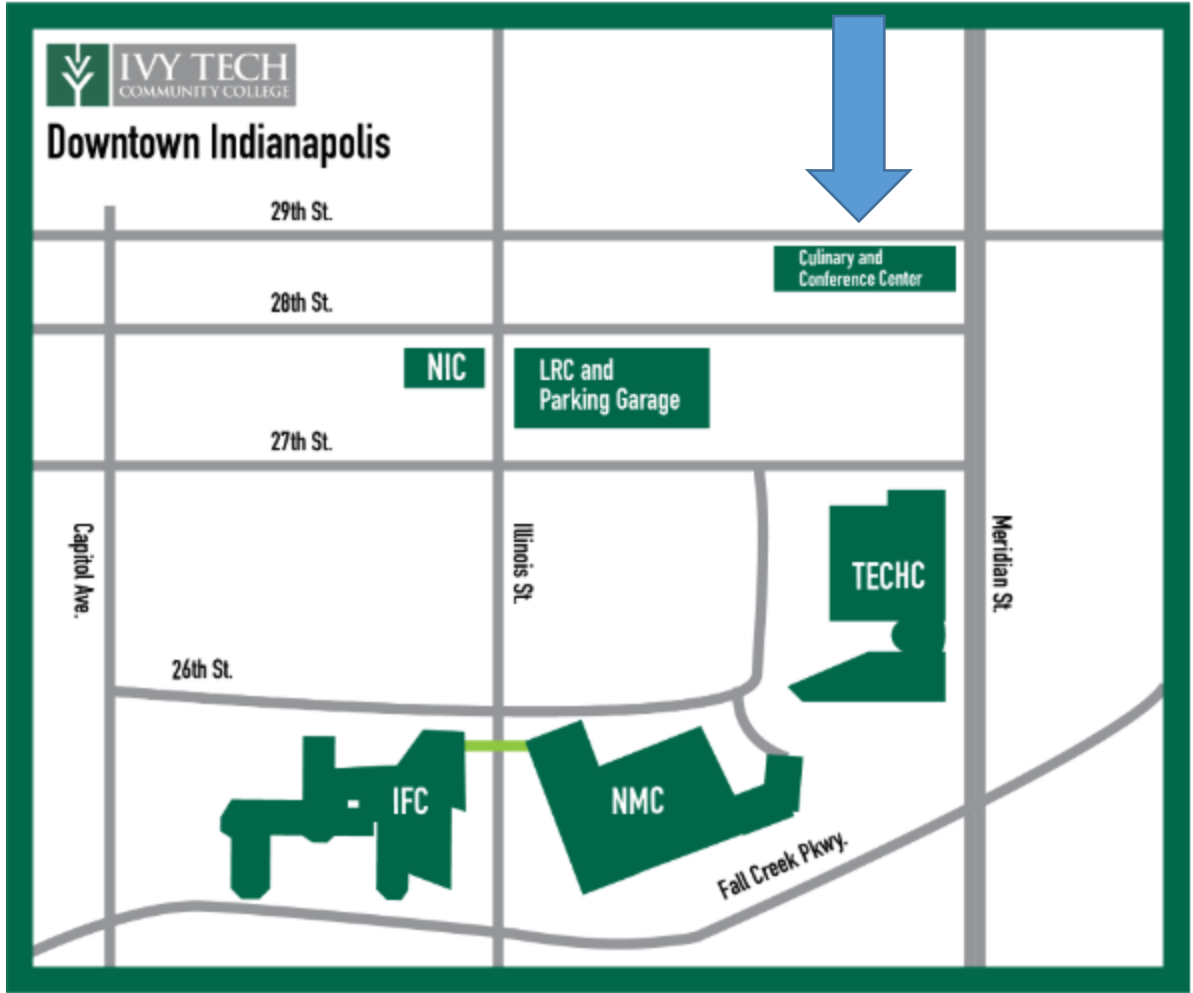 IVY TECH
COMMUNITY COLLEGE
Downtown Indianapolis
29th St.
Culinary and
Conference Center
28th St.
NIC
LRC and
Parking Garage
27th St.
Capitol Ave.
Illinois St.
TECHC
Meridian St.
26th St.
IFC
NMC
Fall Creek Pkwy.